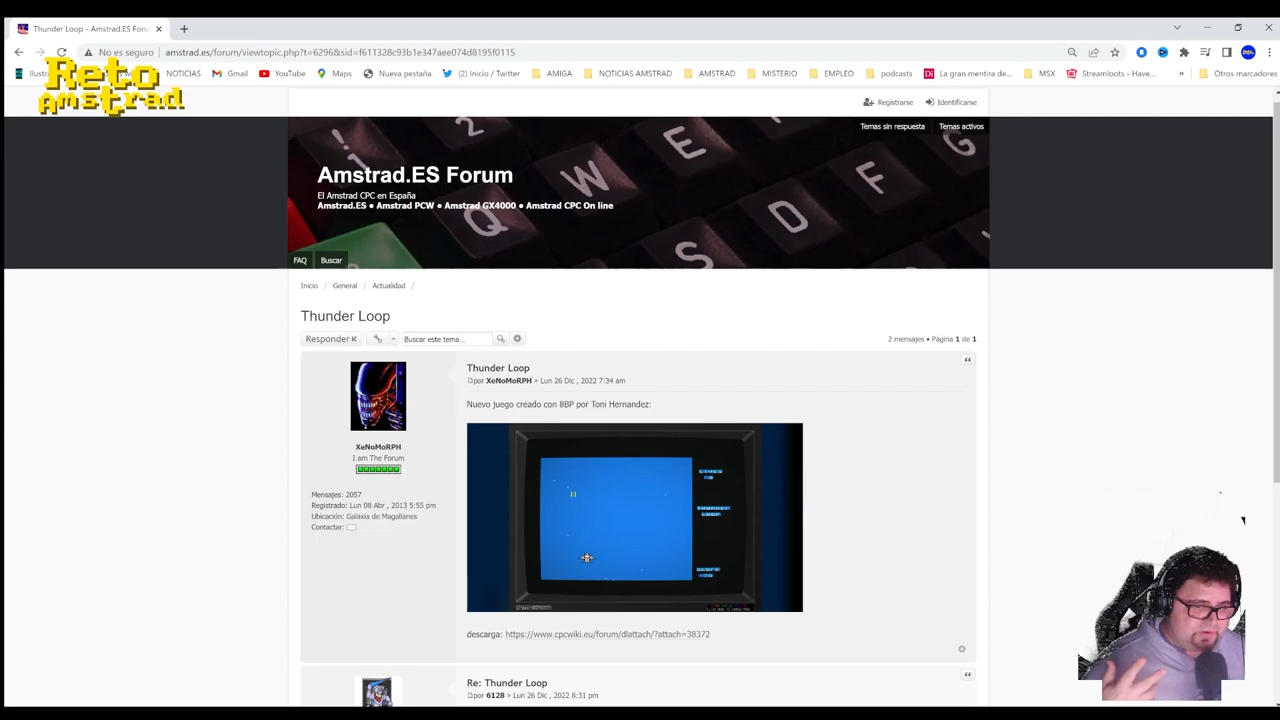 Thunder Loop - Amstrad.ES Foru
No es seguro
amstrad.es/forum/viewtopic.php?t=6296&sid=f611328c93b1e347aee074d8195f0115
Reto
amstrad
NOTICIAS
Gmail
YouTube
Maps
Nueva pestaña
(2) Inicio / Twitter
AMIGA
NOTICIAS AMSTRAD
AMSTRAD
MISTERIO
EMPLEO
podcasts
La gran mentira de...
MSX
Streamloots - Have...
»
Otros marcadores
Registrarse
Identificarse
Temas sin respuesta
Temas activos
Amstrad.ES Forum
El Amstrad CPC en España
Amstrad.ES ● Amstrad PCW ● Amstrad GX4000 ● Amstrad CPC On line
FAQ
Buscar
Inicio / General / Actualidad /
Thunder Loop
Responder
Buscar este tema...
2 mensajes • Página 1 de 1
Thunder Loop
por XeNoMoRPH » Lun 26 Dic , 2022 7:34 am
Nuevo juego creado con 8BP por Toni Hernandez:
XeNoMoRPH
I am The Forum
Mensajes: 2057
Registrado: Lun 08 Abr , 2013 5:55 pm
Ubicación: Galaxia de Magallanes
Contactar:
LIVES
THUNDER
LOOP
SCORE
descarga: https://www.cpcwiki.eu/forum/dlattach/?attach=38372
Re: Thunder Loop
por 6128 » Lun 26 Dic , 2022 8:31 pm